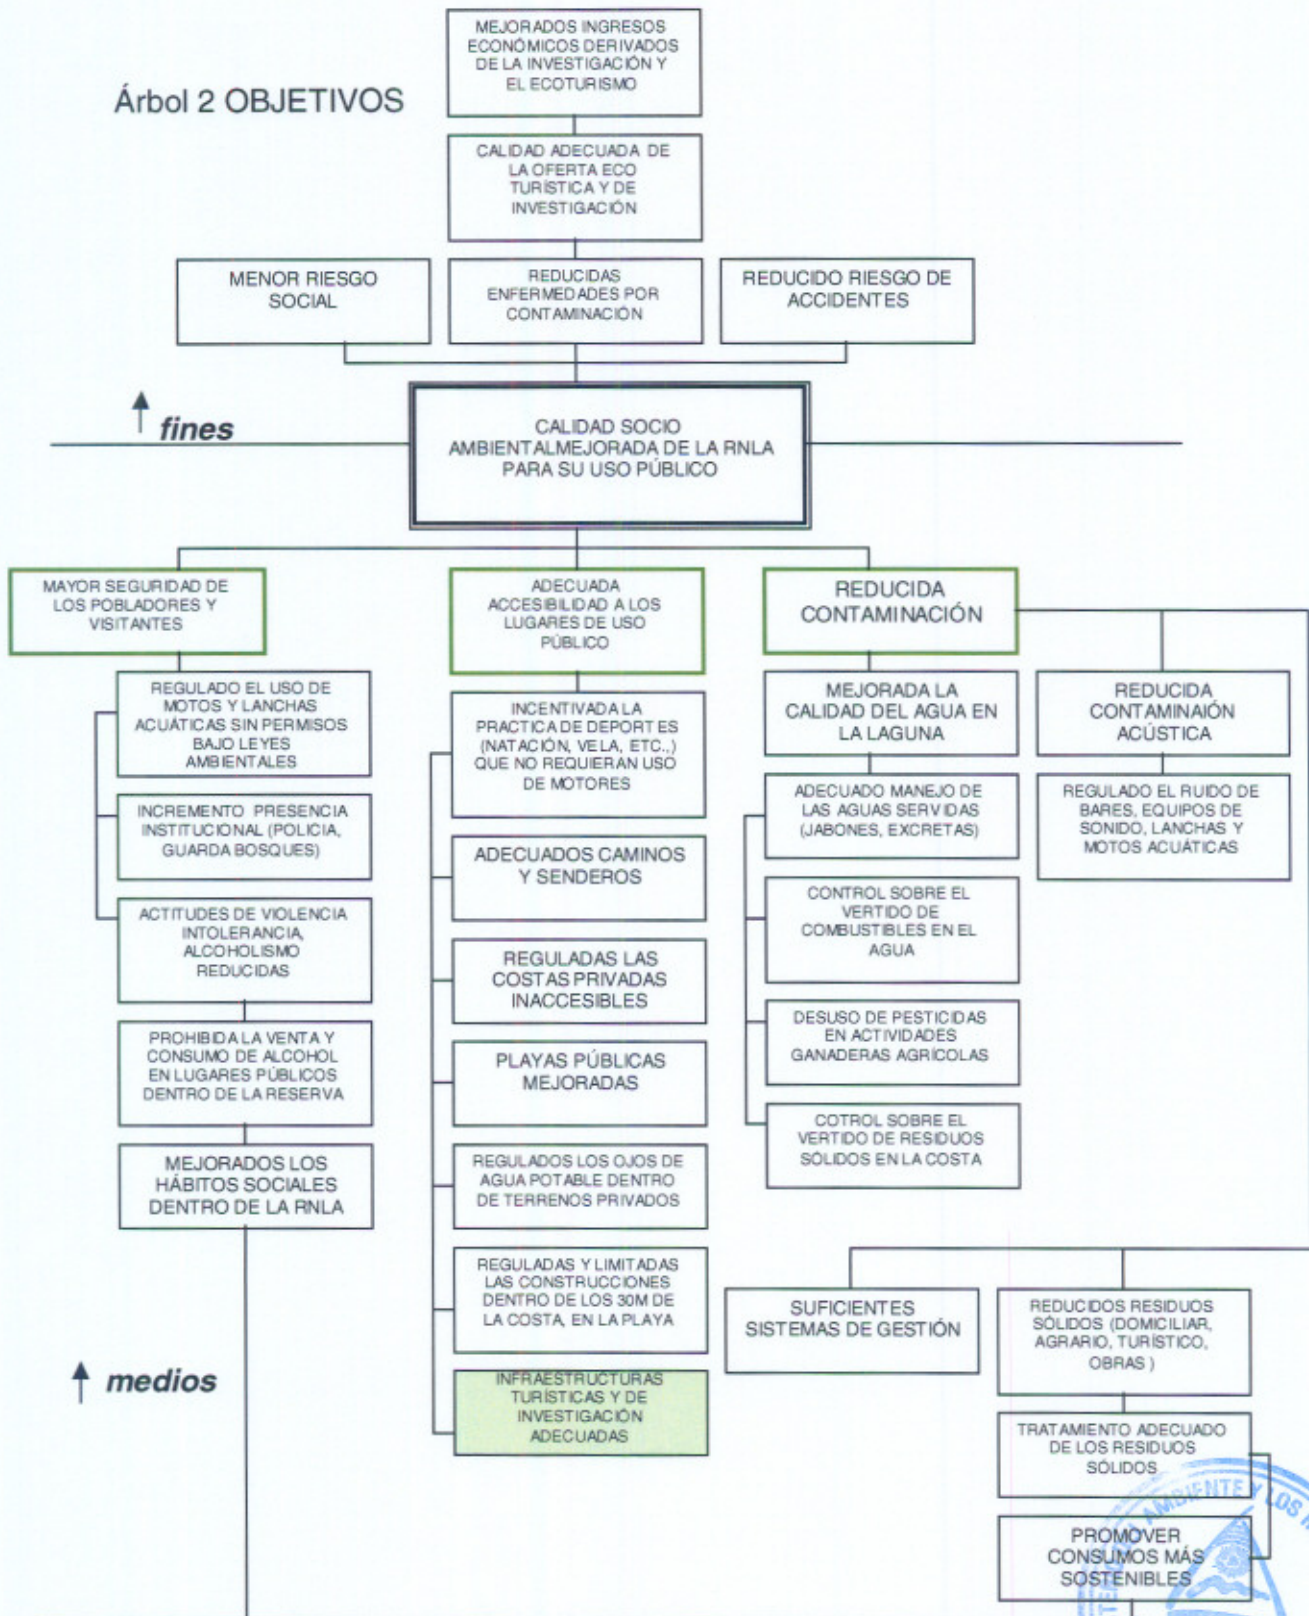 Árbol 2 OBJETIVOS
MEJORADOS INGRESOS
ECONÓMICOS DERIVADOS
DE LA INVESTIGACIÓN Y
EL ECOTURISMO
CALIDAD ADECUADA DE
LA OFERTA ECO
TURÍSTICA Y DE
INVESTIGACIÓN
MENOR RIESGO
SOCIAL
REDUCIDAS
ENFERMEDADES POR
CONTAMINACIÓN
REDUCIDO RIESGO DE
ACCIDENTES
fines
CALIDAD SOCIO
AMBIENTALMEJORADA DE LA RNLA
PARA SU USO PÚBLICO
MAYOR SEGURIDAD DE
LOS POBLADORES Y
VISITANTES
REGULADO EL USO DE
MOTOS Y LANCHAS
ACUÁTICAS SIN PERMISOS
BAJO LEYES
AMBIENTALES
INCREMENTO PRESENCIA
INSTITUCIONAL (POLICIA,
GUARDA BOSQUES)
ACTITUDES DE VIOLENCIA
INTOLERANCIA,
ALCOHOLISMO
REDUCIDAS
PROHIBIDA LA VENTA Y
CONSUMO DE ALCOHOL
EN LUGARES PÚBLICOS
DENTRO DE LA RESERVA
MEJORADOS LOS
HÁBITOS SOCIALES
DENTRO DE LA RNLA
ADECUADA
ACCESIBILIDAD A LOS
LUGARES DE USO
PÚBLICO
INCENTIVADA LA
PRACTICA DE DEPORTES
(NATACIÓN, VELA, ETC.,)
QUE NO REQUIERAN USO
DE MOTORES
ADECUADOS CAMINOS
Y SENDEROS
REGULADAS LAS
COSTAS PRIVADAS
INACCESIBLES
PLAYAS PÚBLICAS
MEJORADAS
REGULADOS LOS OJOS DE
AGUA POTABLE DENTRO
DE TERRENOS PRIVADOS
REGULADAS Y LIMITADAS
LAS CONSTRUCCIONES
DENTRO DE LOS 30M DE
LA COSTA, EN LA PLAYA
INFRAESTRUCTURAS
TURÍSTICAS Y DE
INVESTIGACIÓN
ADECUADAS
REDUCIDA
CONTAMINACIÓN
MEJORADA LA
CALIDAD DEL AGUA EN
LA LAGUNA
ADECUADO MANEJO DE
LAS AGUAS SERVIDAS
(JABONES, EXCRETAS)
CONTROL SOBRE EL
VERTIDO DE
COMBUSTIBLES EN EL
AGUA
DESUSO DE PESTICIDAS
EN ACTIVIDADES
GANADERAS AGRÍCOLAS
COTROL SOBRE EL
VERTIDO DE RESIDUOS
SÓLIDOS EN LA COSTA
REDUCIDA
CONTAMINAIÓN
ACÚSTICA
REGULADO EL RUIDO DE
BARES, EQUIPOS DE
SONIDO, LANCHAS Y
MOTOS ACUÁTICAS
SUFICIENTES
SISTEMAS DE GESTIÓN
REDUCIDOS RESIDUOS
SÓLIDOS (DOMICILIAR,
AGRARIO, TURÍSTICO,
OBRAS )
TRATAMIENTO ADECUADO
DE LOS RESIDUOS
SÓLIDOS
PROMOVER
CONSUMOS MÁS
SOSTENIBLES
medios
AMBIENTE Y LOS